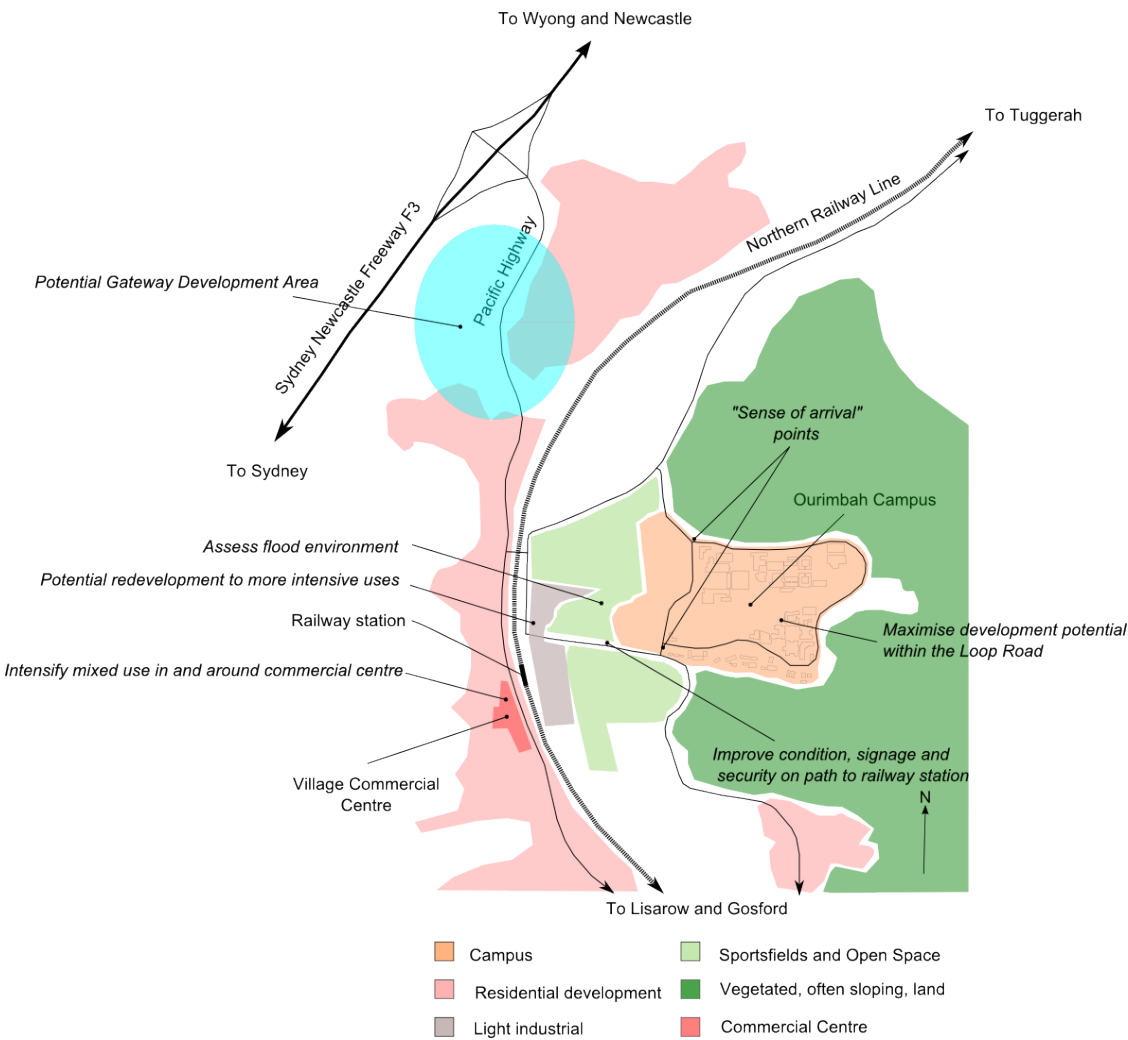 To Wyong and Newcastle
To Tuggerah
Northern Railway Line
Pacific Highway
Sydney Newcastle Freeway F3
Potential Gateway Development Area
"Sense of arrival"
points
To Sydney
Ourimbah Campus
Assess flood environment
Potential redevelopment to more intensive uses
Railway station
Maximise development potential
within the Loop Road
Intensify mixed use in and around commercial centre
Improve condition, signage and
security on path to railway station
Village Commercial
Centre
N
To Lisarow and Gosford
Campus
Sportsfields and Open Space
Residential development
Vegetated, often sloping, land
Light industrial
Commercial Centre